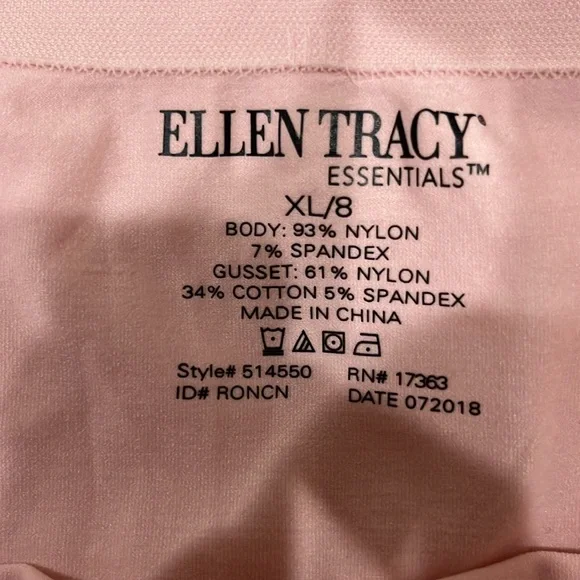 ELLEN TRACY
ESSENTIALS™
XL/8
BODY: 93% NYLON
7% SPANDEX
GUSSET: 61% NYLON
34% COTTON 5% SPANDEX
MADE IN CHINA
Style# 514550 RN# 17363
ID# RONCN DATE 072018